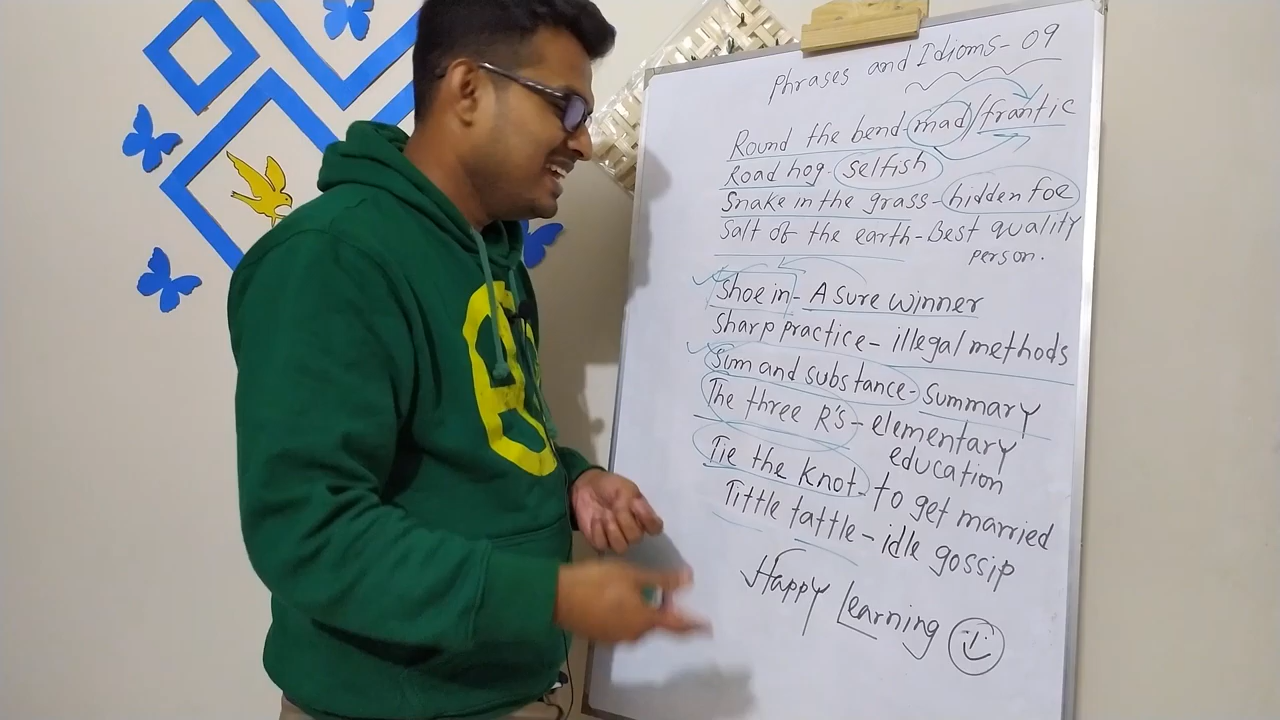 Phrases and Idioms - 09
Round the bend mad/frantic
Road hog - selfish
Snake in the grass - hidden foe
Salt of the earth - Best quality
person.
Shoe in - A sure winner
Sharp practice - illegal methods
Sum and substance - Summary
The three R's - elementary
education
Tie the Knot - to get married
Tittle tattle - idle gossip
Happy Learning